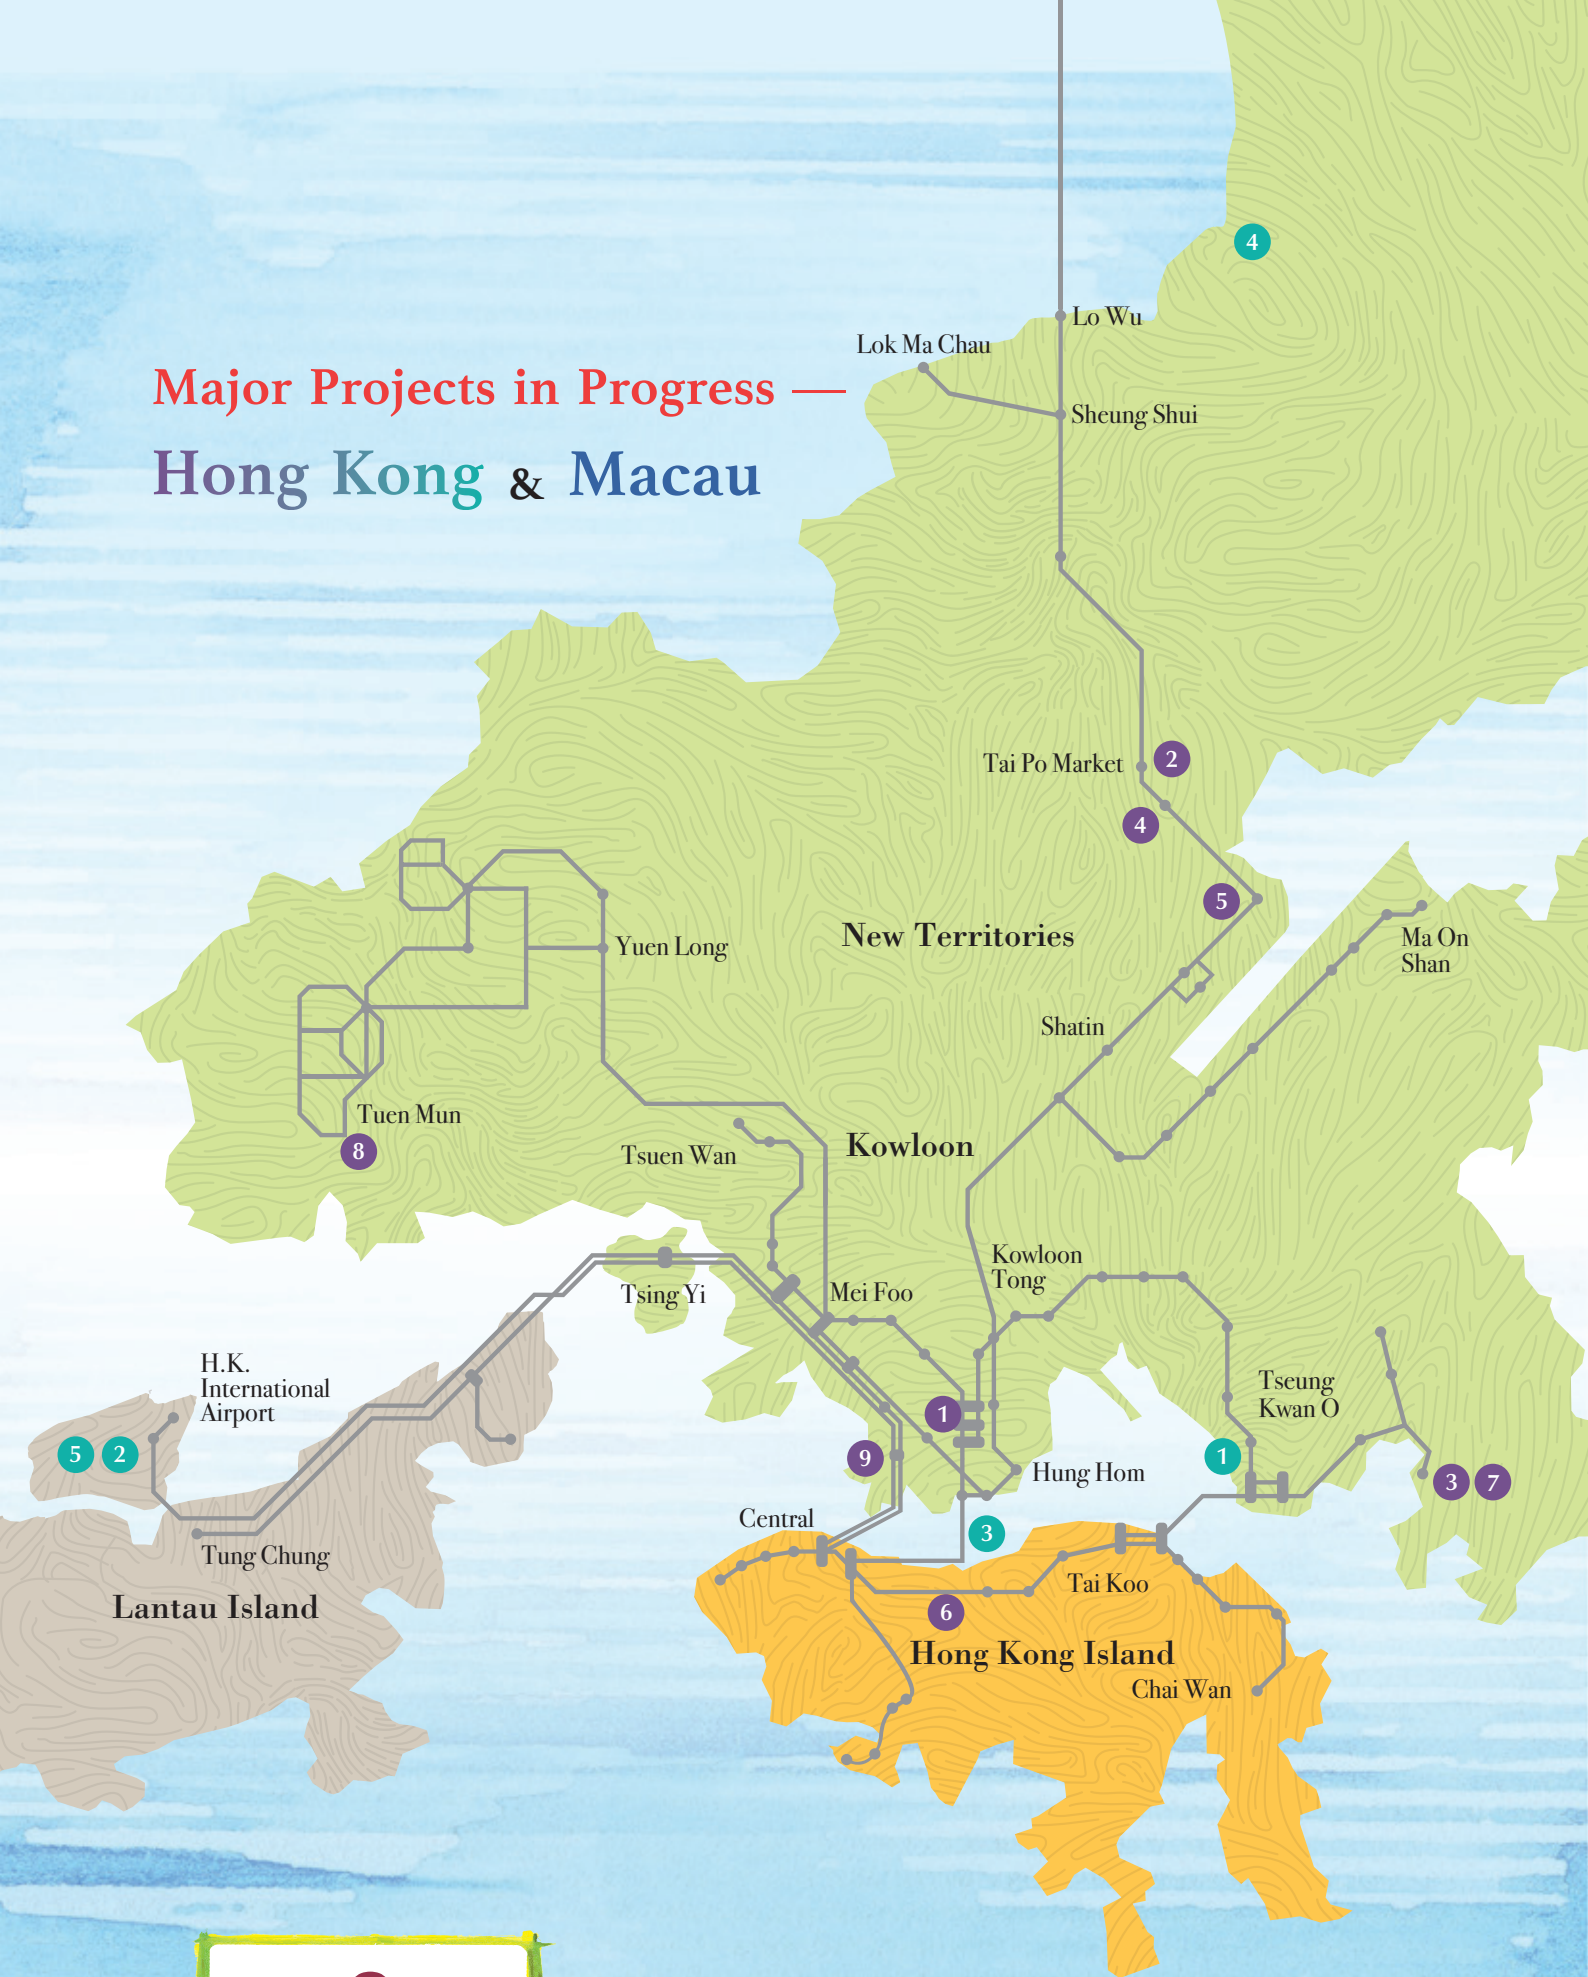 4
Lo Wu
Lok Ma Chau
Major Projects in Progress —
Sheung Shui
Hong Kong & Macau
Tai Po Market
2
4
5
New Territories
Yuen Long
Ma On
Shan
Shatin
Tuen Mun
8
Kowloon
Tsuen Wan
Kowloon
Tong
Tsing Yi
Mei Foo
H.K.
International
Airport
Tseung
Kwan O
1
5
2
9
1
Hung Hom
3
7
Central
3
Tung Chung
Tai Koo
Lantau Island
6
Hong Kong Island
Chai Wan